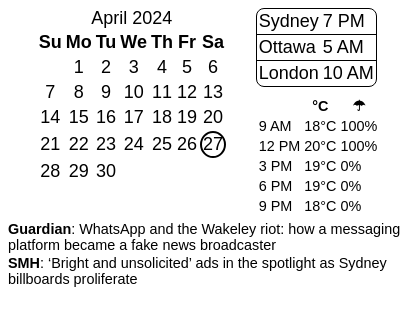 April 2024
Su Mo Tu We Th Fr Sa
1 2 3 4 5 6
7 8 9 10 11 12 13
14 15 16 17 18 19 20
21 22 23 24 25 26 27
28 29 30
Sydney 7 PM
Ottawa 5 AM
London 10 AM
°C ☂
9 AM 18°C 100%
12 PM 20°C 100%
3 PM 19°C 0%
6 PM 19°C 0%
9 PM 18°C 0%
Guardian: WhatsApp and the Wakeley riot: how a messaging
platform became a fake news broadcaster
SMH: ‘Bright and unsolicited’ ads in the spotlight as Sydney
billboards proliferate